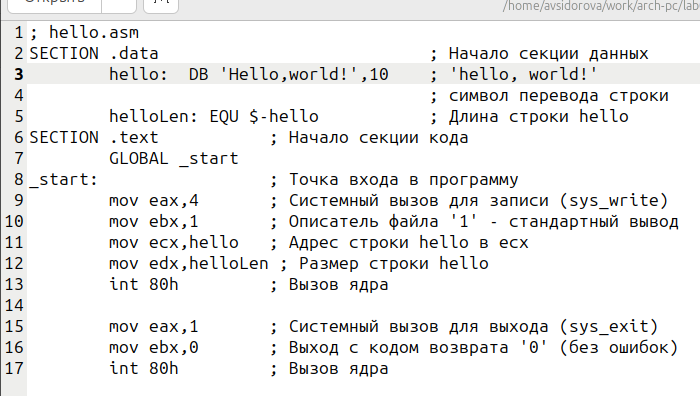 Открыть
/home/avsidorova/work/arch-pc/lab
1 ; hello.asm
2 SECTION .data ; Начало секции данных
3 hello: DB 'Hello,world!',10 ; 'hello, world!'
4 ; символ перевода строки
5 helloLen: EQU $-hello ; Длина строки hello
6 SECTION .text ; Начало секции кода
7 GLOBAL _start
8 _start: ; Точка входа в программу
9 mov eax,4 ; Системный вызов для записи (sys_write)
10 mov ebx,1 ; Описатель файла '1' - стандартный вывод
11 mov ecx,hello ; Адрес строки hello в ecx
12 mov edx,helloLen ; Размер строки hello
13 int 80h ; Вызов ядра
14
15 mov eax,1 ; Системный вызов для выхода (sys_exit)
16 mov ebx,0 ; Выход с кодом возврата '0' (без ошибок)
17 int 80h ; Вызов ядра